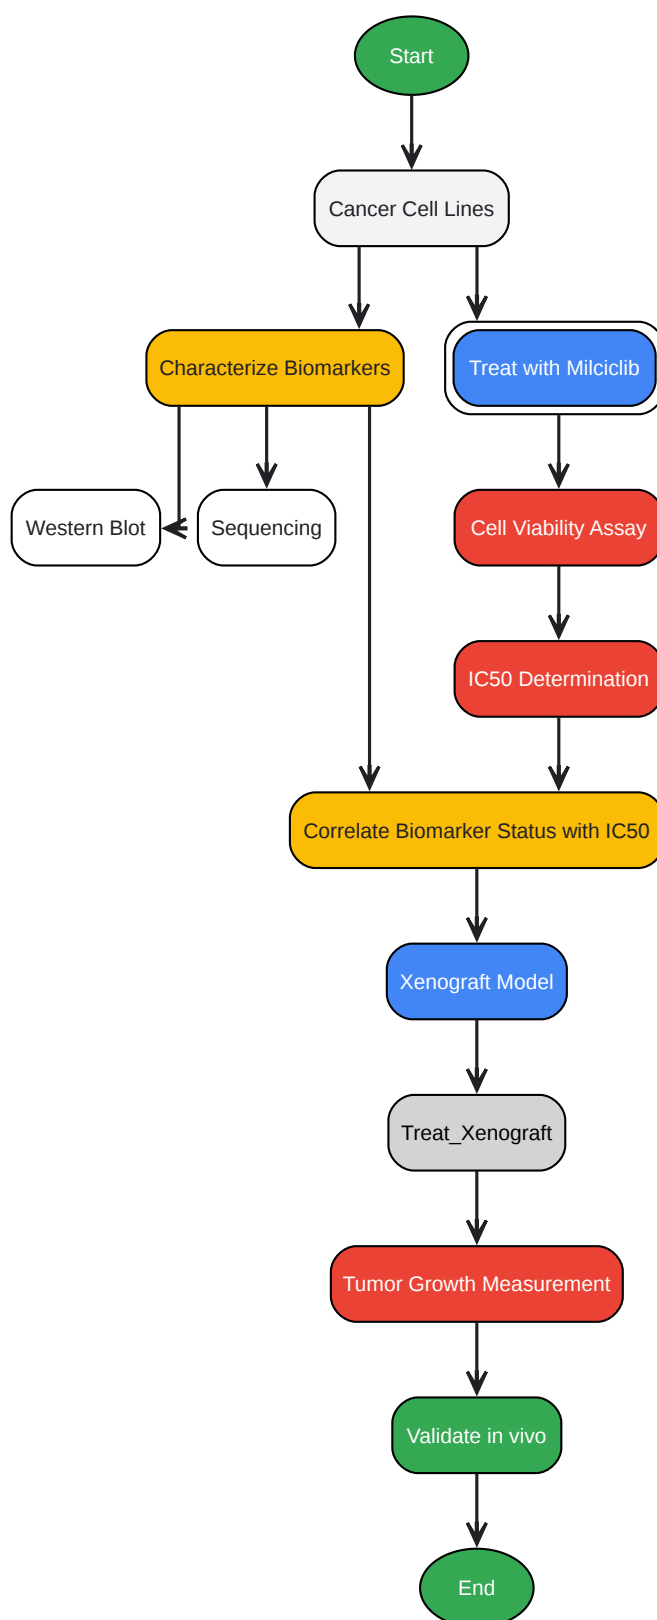 Start
Cancer Cell Lines
Characterize Biomarkers
Treat with Milciclib
Western Blot
Sequencing
Cell Viability Assay
IC50 Determination
Correlate Biomarker Status with IC50
Xenograft Model
Treat_Xenograft
Tumor Growth Measurement
Validate in vivo
End